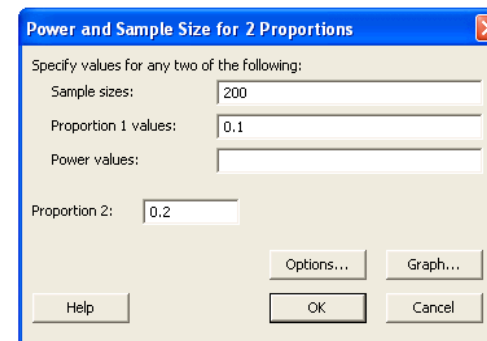 Power and Sample Size for 2 Proportions
Specify values for any two of the following:
Sample sizes: 200
Proportion 1 values: 0.1
Power values:
Proportion 2: 0.2
Options... Graph...
Help OK Cancel